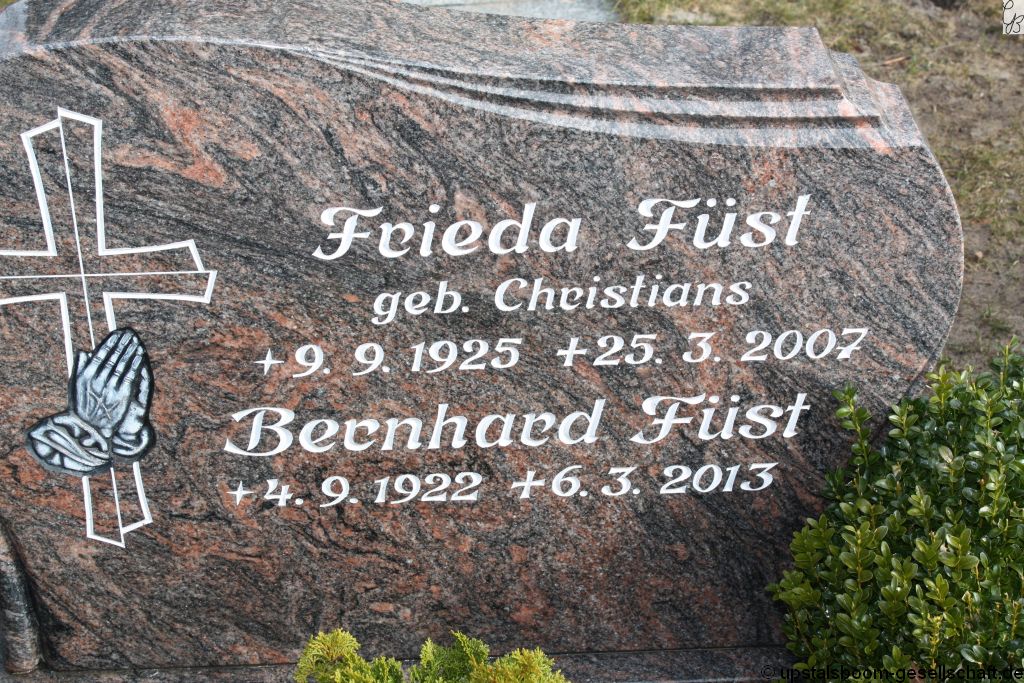 Frieda Füst
geb. Christians
+9. 9. 1925 +25. 3. 2007
Bernhard Füst
+4. 9. 1922 +6. 3. 2013
© upstalsboom-gesellschaft.de